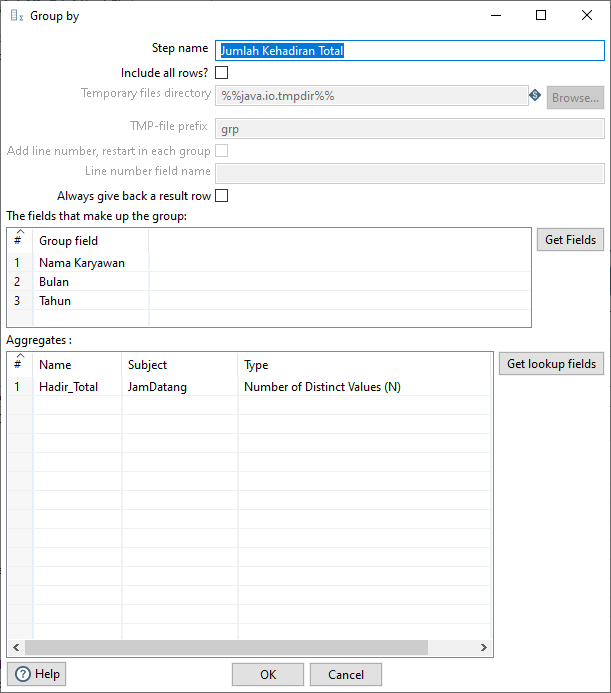 Group by
Step name Jumlah Kehadiran Total
Include all rows?
Temporary files directory %%java.io.tmpdir%% Browse...
TMP-file prefix grp
Add line number, restart in each group
Line number field name
Always give back a result row
The fields that make up the group:
# Group field Get Fields
1 Nama Karyawan
2 Bulan
3 Tahun
Aggregates :
# Name Subject Type Get lookup fields
1 Hadir_Total JamDatang Number of Distinct Values (N)
Help OK Cancel